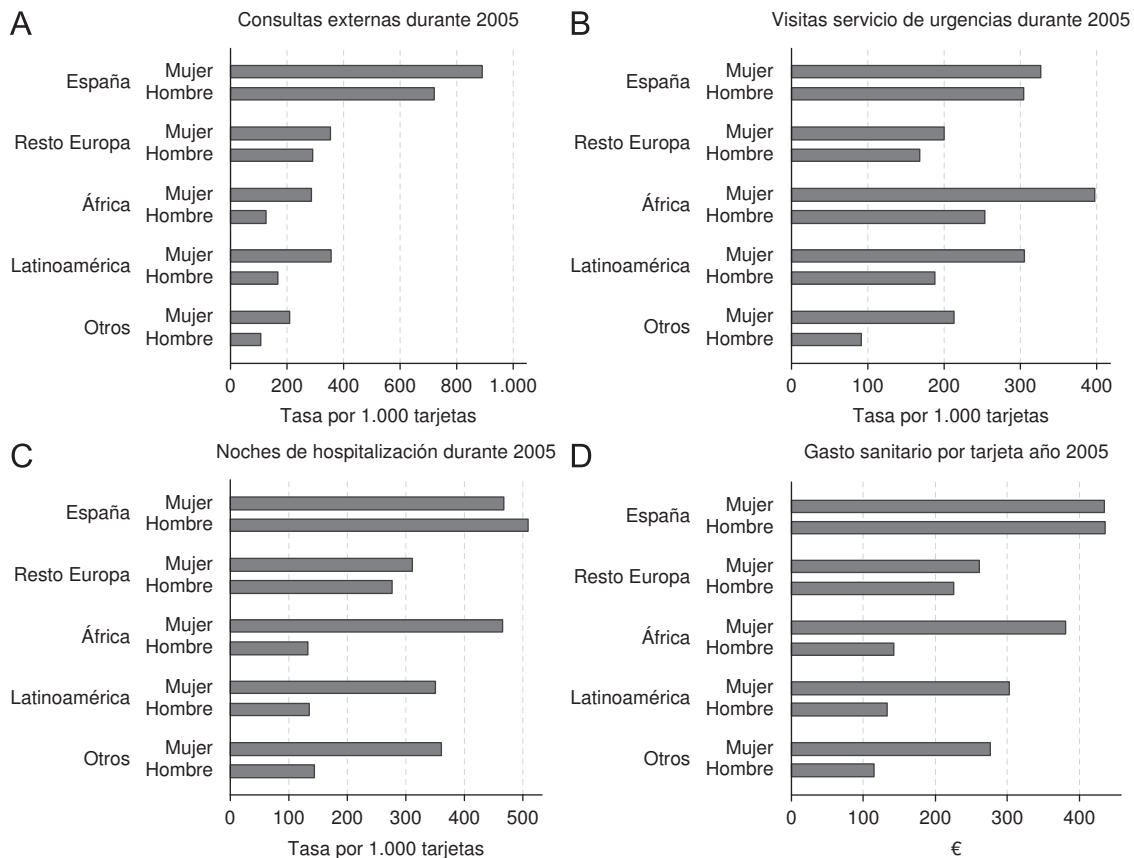 A
Consultas externas durante 2005
España
Mujer
Hombre
Resto Europa
Mujer
Hombre
África
Mujer
Hombre
Latinoamérica
Mujer
Hombre
Otros
Mujer
Hombre
0 200 400 600 800 1.000
Tasa por 1.000 tarjetas
B
Visitas servicio de urgencias durante 2005
España
Mujer
Hombre
Resto Europa
Mujer
Hombre
África
Mujer
Hombre
Latinoamérica
Mujer
Hombre
Otros
Mujer
Hombre
0 100 200 300 400
Tasa por 1.000 tarjetas
C
Noches de hospitalización durante 2005
España
Mujer
Hombre
Resto Europa
Mujer
Hombre
África
Mujer
Hombre
Latinoamérica
Mujer
Hombre
Otros
Mujer
Hombre
0 100 200 300 400 500
Tasa por 1.000 tarjetas
D
Gasto sanitario por tarjeta año 2005
España
Mujer
Hombre
Resto Europa
Mujer
Hombre
África
Mujer
Hombre
Latinoamérica
Mujer
Hombre
Otros
Mujer
Hombre
0 100 200 300 400
€